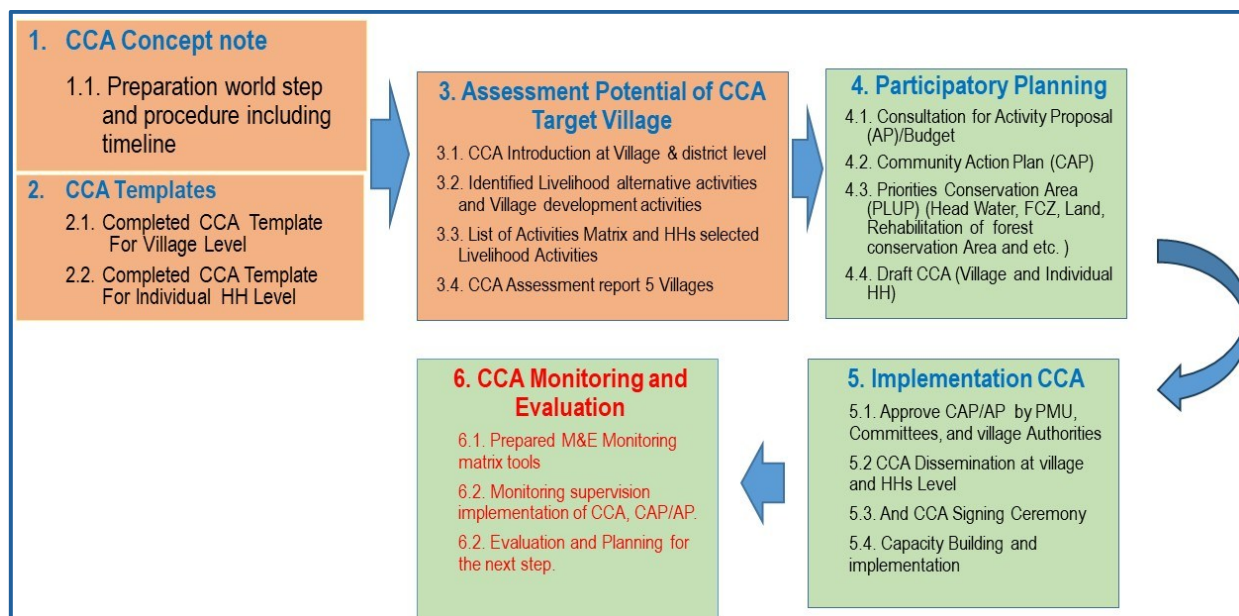 1. CCA Concept note
1.1. Preparation world step
and procedure including
timeline
2. CCA Templates
2.1. Completed CCA Template
For Village Level
2.2. Completed CCA Template
For Individual HH Level
3. Assessment Potential of CCA
Target Village
3.1. CCA Introduction at Village & district level
3.2. Identified Livelihood alternative activities
and Village development activities
3.3. List of Activities Matrix and HHs selected
Livelihood Activities
3.4. CCA Assessment report 5 Villages
4. Participatory Planning
4.1. Consultation for Activity Proposal
(AP)/Budget
4.2. Community Action Plan (CAP)
4.3. Priorities Conservation Area
(PLUP) (Head Water, FCZ, Land,
Rehabilitation of forest
conservation Area and etc. )
4.4. Draft CCA (Village and Individual
HH)
5. Implementation CCA
5.1. Approve CAP/AP by PMU,
Committees, and village Authorities
5.2 CCA Dissemination at village
and HHs Level
5.3. And CCA Signing Ceremony
5.4. Capacity Building and
implementation
6. CCA Monitoring and
Evaluation
6.1. Prepared M&E Monitoring
matrix tools
6.2. Monitoring supervision
implementation of CCA, CAP/AP.
6.2. Evaluation and Planning for
the next step.